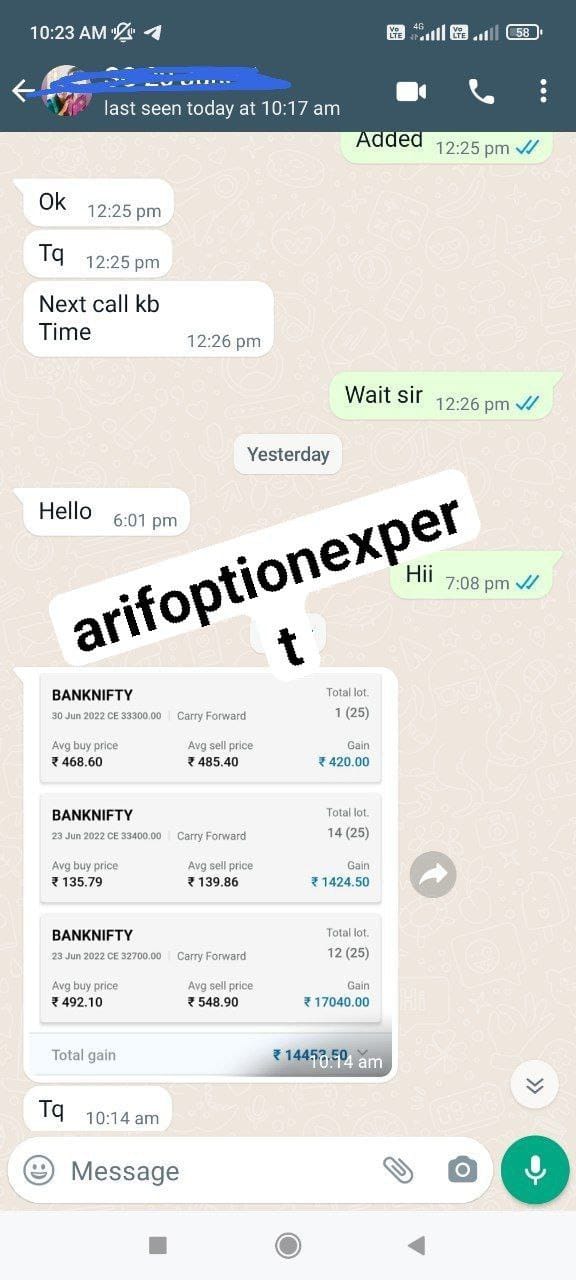 10:23 AM
4G
58
last seen today at 10:17 am
Added 12:25 pm
Ok 12:25 pm
Tq 12:25 pm
Next call kb
Time 12:26 pm
Wait sir 12:26 pm
Yesterday
Hello 6:01 pm
Hii 7:08 pm
arifoptionexper
t
BANKNIFTY Total lot.
30 Jun 2022 CE 33300.00 | Carry Forward 1 (25)
Avg buy price Avg sell price Gain
₹ 468.60 ₹ 485.40 ₹ 420.00
BANKNIFTY Total lot.
23 Jun 2022 CE 33400.00 | Carry Forward 14 (25)
Avg buy price Avg sell price Gain
₹ 135.79 ₹ 139.86 ₹ 1424.50
BANKNIFTY Total lot.
23 Jun 2022 CE 32700.00 | Carry Forward 12 (25)
Avg buy price Avg sell price Gain
₹ 492.10 ₹ 548.90 ₹ 17040.00
Total gain ₹ 14453.50
10:14 am
Tq 10:14 am
Message